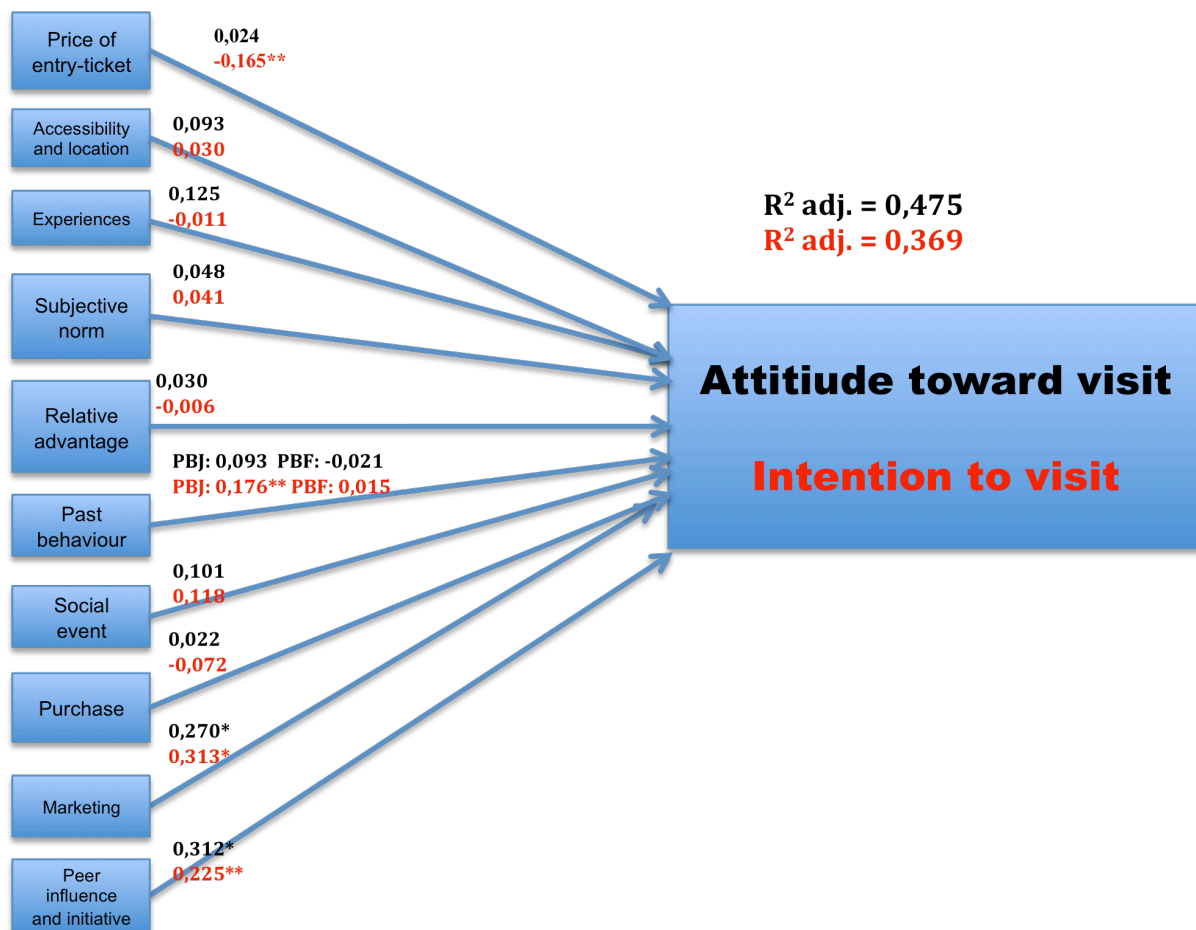 Price of
entry-ticket
0,024
-0,165**
Accessibility
and location
0,093
0,030
Experiences
0,125
-0,011
Subjective
norm
0,048
0,041
Relative
advantage
0,030
-0,006
Past
behaviour
PBJ: 0,093 PBF: -0,021
PBJ: 0,176** PBF: 0,015
Social
event
0,101
0,118
Purchase
0,022
-0,072
Marketing
0,270*
0,313*
Peer
influence
and initiative
0,312*
0,225**
R² adj. = 0,475
R² adj. = 0,369
Attitiude toward visit
Intention to visit